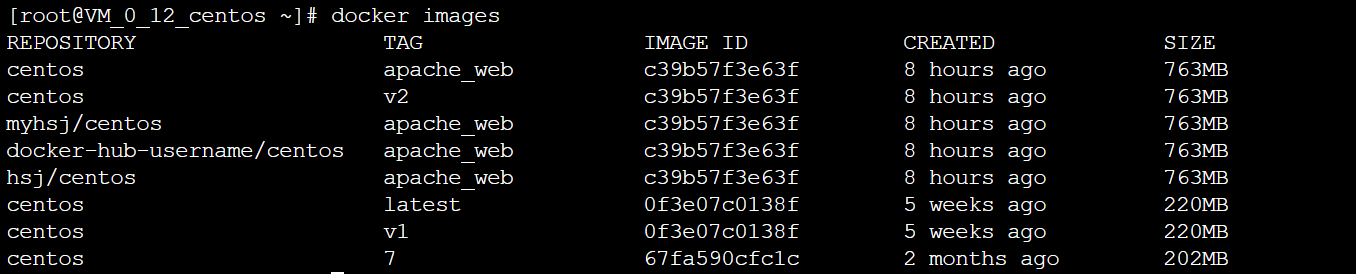 [root@VM_0_12_centos ~]# docker images
REPOSITORY TAG IMAGE ID CREATED SIZE
centos apache_web c39b57f3e63f 8 hours ago 763MB
centos v2 c39b57f3e63f 8 hours ago 763MB
myhsj/centos apache_web c39b57f3e63f 8 hours ago 763MB
docker-hub-username/centos apache_web c39b57f3e63f 8 hours ago 763MB
hsj/centos apache_web c39b57f3e63f 8 hours ago 763MB
centos latest 0f3e07c0138f 5 weeks ago 220MB
centos v1 0f3e07c0138f 5 weeks ago 220MB
centos 7 67fa590cfc1c 2 months ago 202MB